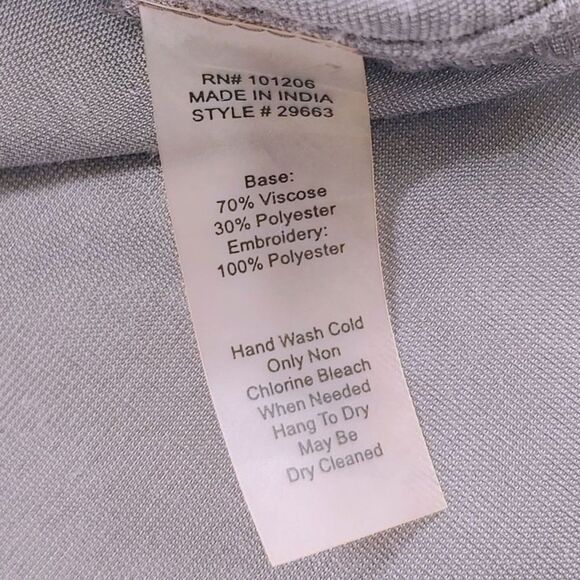 RN# 101206
MADE IN INDIA
STYLE # 29663
Base:
70% Viscose
30% Polyester
Embroidery:
100% Polyester
Hand Wash Cold
Only Non
Chlorine Bleach
When Needed
Hang To Dry
May Be
Dry Cleaned